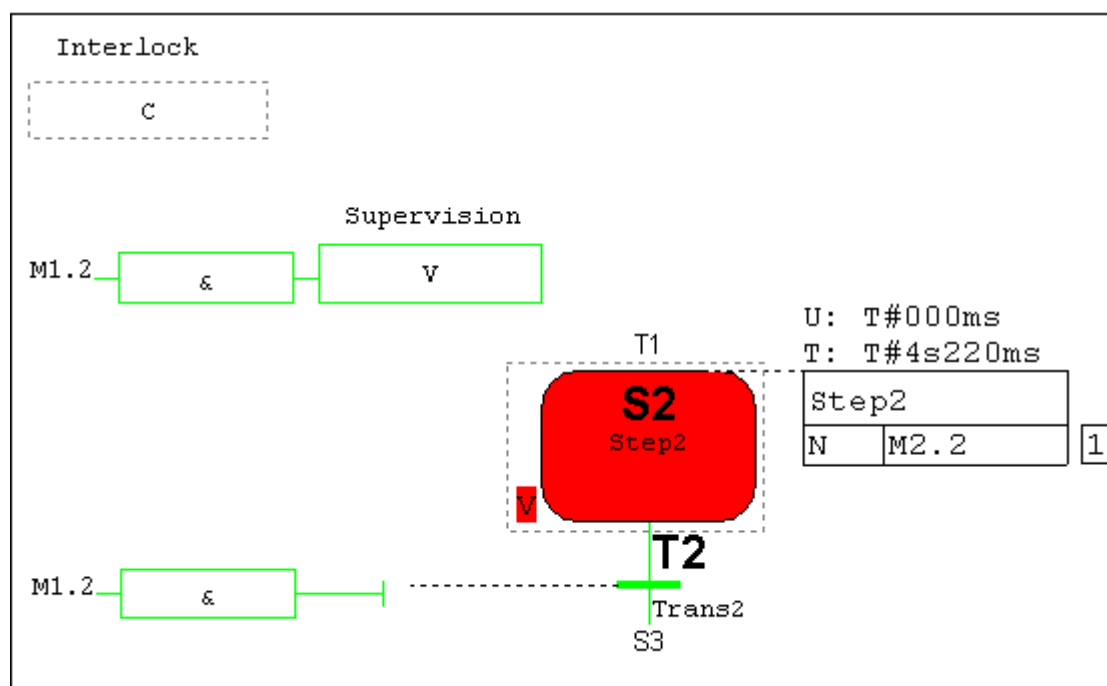 Interlock
C
Supervision
M1.2
&
V
U: T#000ms
T: T#4s220ms
T1
S2
Step2
V
Step2
N M2.2 1
T2
M1.2
&
Trans2
S3